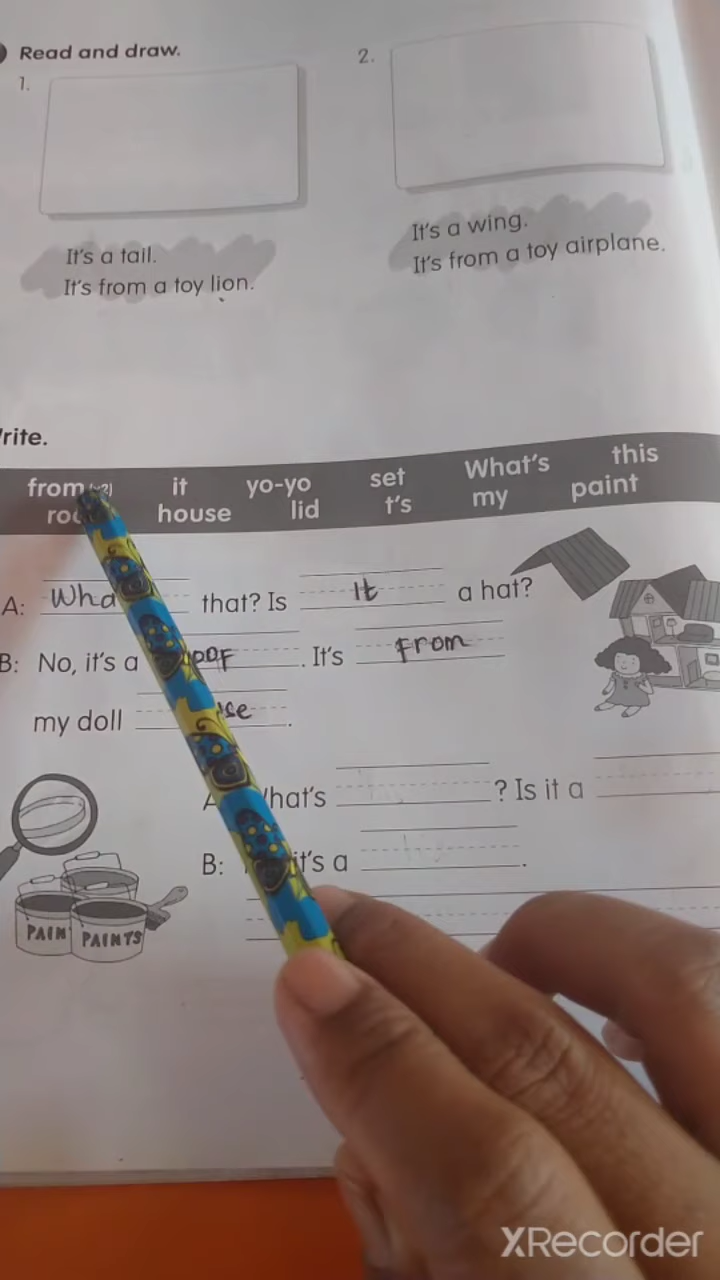 Read and draw.
1.
2.
It's a tail.
It's from a toy lion.
It's a wing.
It's from a toy airplane.
rite.
from it yo-yo set What's this
house lid t's my paint
A: that? Is It a hat?
B: No, it's a . It's From
my doll .
hat's ? Is it a
B: it's a .
PAIN PAINTS
XRecorder